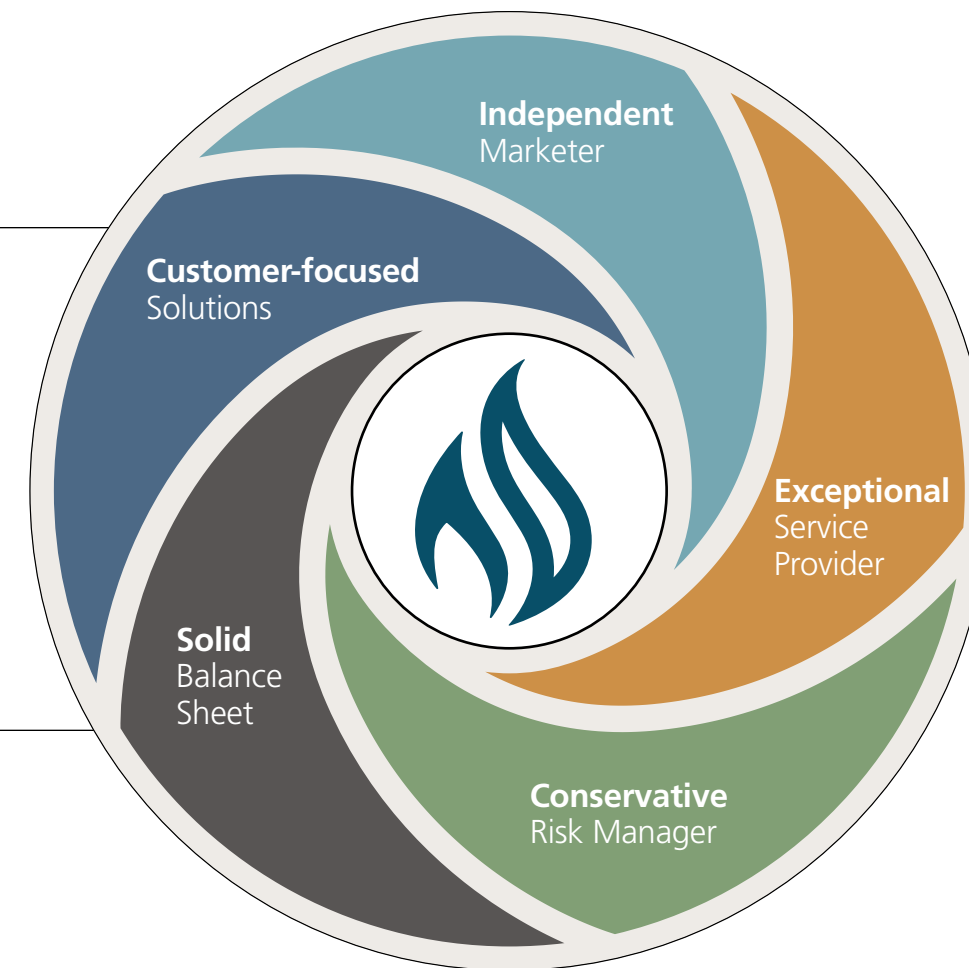 Independent
Marketer
Customer-focused
Solutions
Exceptional
Service
Provider
Solid
Balance
Sheet
Conservative
Risk Manager